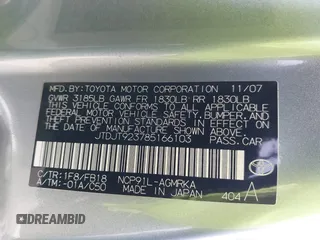 MFD. BY: TOYOTA MOTOR CORPORATION 11/07
GVWR 3185LB GAWR FR 1830LB RR 1830LB
THIS VEHICLE CONFORMS TO ALL APPLICABLE
FEDERAL MOTOR VEHICLE SAFETY, BUMPER, AND
THEFT PREVENTION STANDARDS IN EFFECT ON
THE DATE OF MANUFACTURE SHOWN ABOVE.
JTDJT923785166103 PASS.CAR
C/TR:1F8/FB18 NCP91L-AGMRKA
A/TM:-01A/C50 MADE IN JAPAN 404 A
DREAMBID